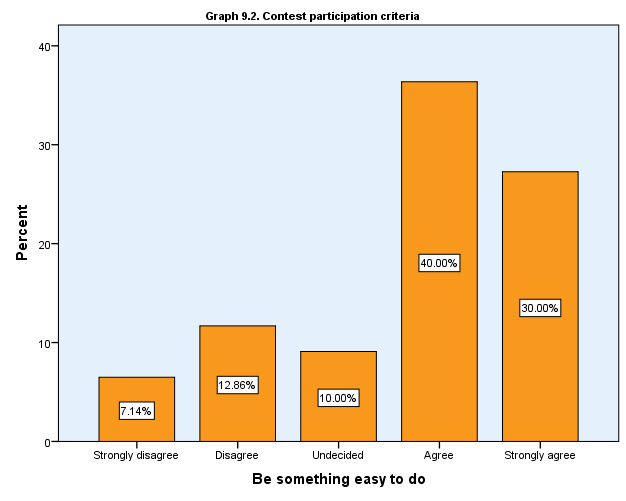 Graph 9.2. Contest participation criteria
40
30
20
10
0
Percent
7.14%
12.86%
10.00%
40.00%
30.00%
Strongly disagree
Disagree
Undecided
Agree
Strongly agree
Be something easy to do